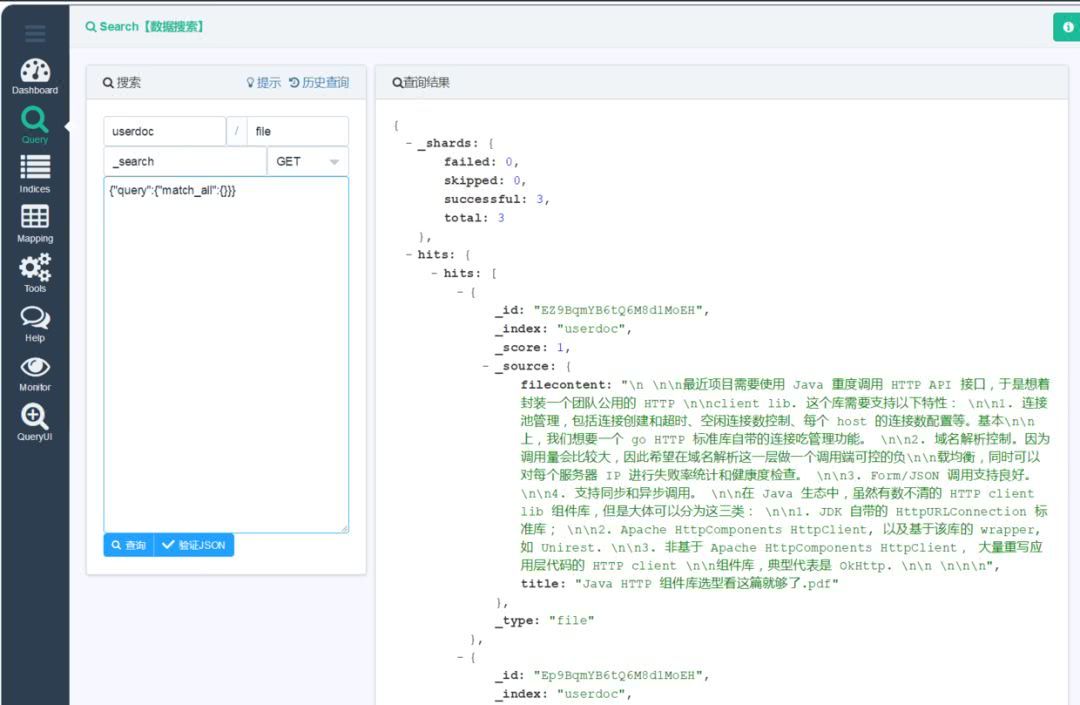 Search【数据搜索】
Dashboard
Query
Indices
Mapping
Tools
Help
Monitor
QueryUI
搜索
提示 历史查询
userdoc / file
_search GET
{"query":{"match_all":{}}}
查询 验证JSON
查询结果
{
- _shards: {
failed: 0,
skipped: 0,
successful: 3,
total: 3
},
- hits: {
- hits: [
- {
_id: "EZ9BqmYB6tQ6M8dlMoEH",
_index: "userdoc",
_score: 1,
- _source: {
filecontent: "\n \n\n最近项目需要使用 Java 重度调用 HTTP API 接口，于是想着
封装一个团队公用的 HTTP \n\nclient lib. 这个库需要支持以下特性： \n\n1. 连接
池管理，包括连接创建和超时、空闲连接数控制、每个 host 的连接数配置等。基本\n\n
上，我们想要一个 go HTTP 标准库自带的连接吃管理功能。 \n\n2. 域名解析控制。因为
调用量会比较大，因此希望在域名解析这一层做一个调用端可控的负\n\n载均衡，同时可以
对每个服务器 IP 进行失败率统计和健康度检查。 \n\n3. Form/JSON 调用支持良好。
\n\n4. 支持同步和异步调用。 \n\n在 Java 生态中，虽然有数不清的 HTTP client
lib 组件库，但是大体可以分为这三类： \n\n1. JDK 自带的 HttpURLConnection 标
准库； \n\n2. Apache HttpComponents HttpClient, 以及基于该库的 wrapper,
如 Unirest. \n\n3. 非基于 Apache HttpComponents HttpClient， 大量重写应
用层代码的 HTTP client \n\n组件库，典型代表是 OkHttp. \n\n \n\n\n",
title: "Java HTTP 组件库选型看这篇就够了.pdf"
},
_type: "file"
},
- {
_id: "Ep9BqmYB6tQ6M8dlMoEH",
_index: "userdoc",